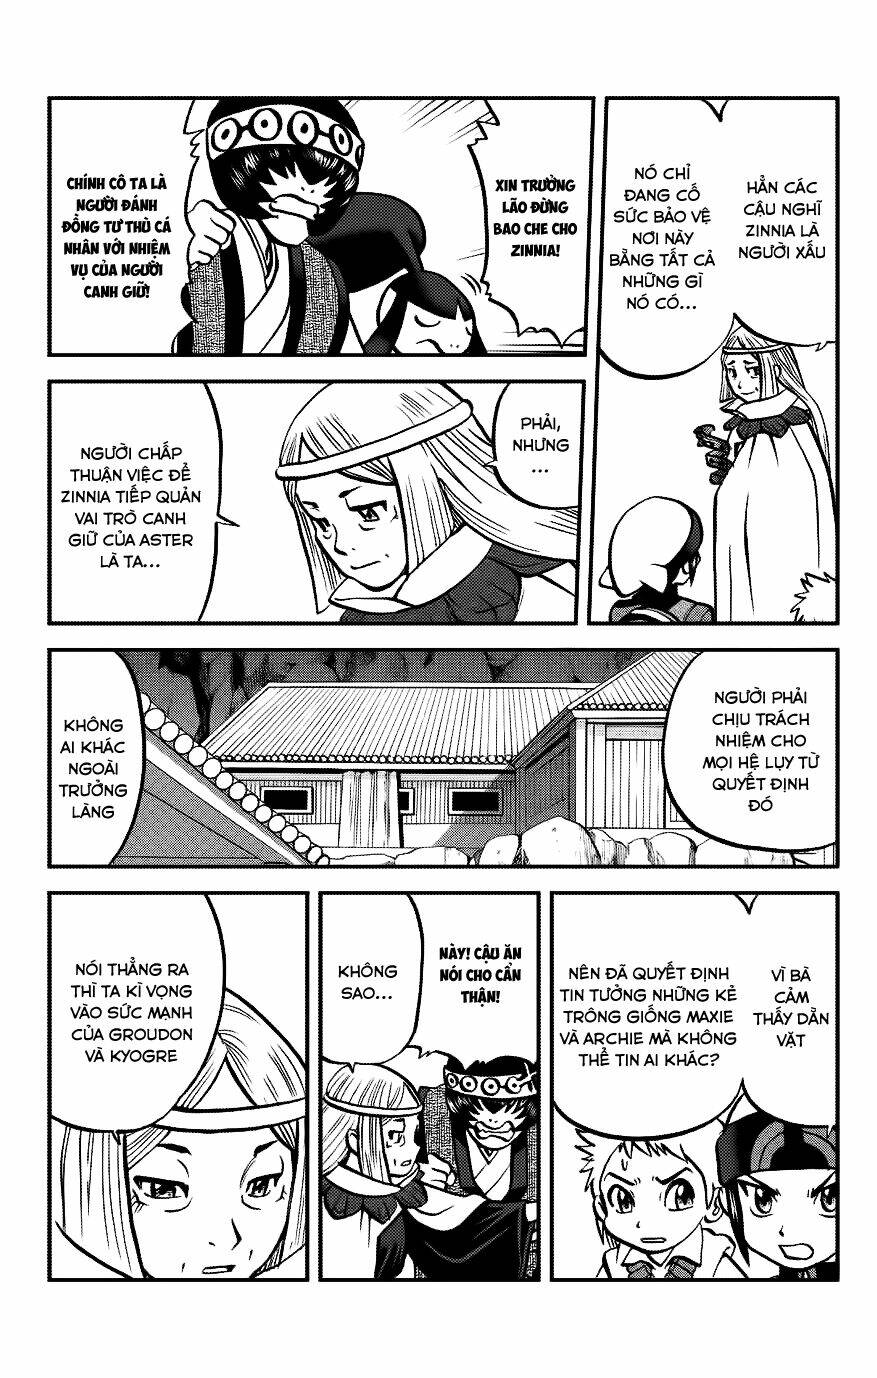 HẲN CÁC
CẬU NGHĨ
ZINNIA LÀ
NGƯỜI XẤU
NÓ CHỈ
ĐANG CỐ
SỨC BẢO VỆ
NƠI NÀY
BẰNG TẤT CẢ
NHỮNG GÌ
NÓ CÓ...
XIN TRƯỞNG
LÃO ĐỪNG
BAO CHE CHO
ZINNIA!
CHÍNH CÔ TA LÀ
NGƯỜI ĐÁNH
ĐỒNG TƯ THÙ CÁ
NHÂN VỚI NHIỆM
VỤ CỦA NGƯỜI
CANH GIỮ!
PHẢI,
NHƯNG
...
NGƯỜI CHẤP
THUẬN VIỆC ĐỂ
ZINNIA TIẾP QUẢN
VAI TRÒ CANH
GIỮ CỦA ASTER
LÀ TA...
NGƯỜI PHẢI
CHỊU TRÁCH
NHIỆM CHO
MỌI HỆ LỤY TỪ
QUYẾT ĐỊNH
ĐÓ
KHÔNG
AI KHÁC
NGOÀI
TRƯỞNG
LÀNG
VÌ BÀ
CẢM
THẤY DẰN
VẶT
NÊN ĐÃ QUYẾT ĐỊNH
TIN TƯỞNG NHỮNG KẺ
TRÔNG GIỐNG MAXIE
VÀ ARCHIE MÀ KHÔNG
THỂ TIN AI KHÁC?
NÀY! CẬU ĂN
NÓI CHO CẨN
THẬN!
KHÔNG
SAO...
NÓI THẲNG RA
THÌ TA KÌ VỌNG
VÀO SỨC MẠNH
CỦA GROUDON
VÀ KYOGRE